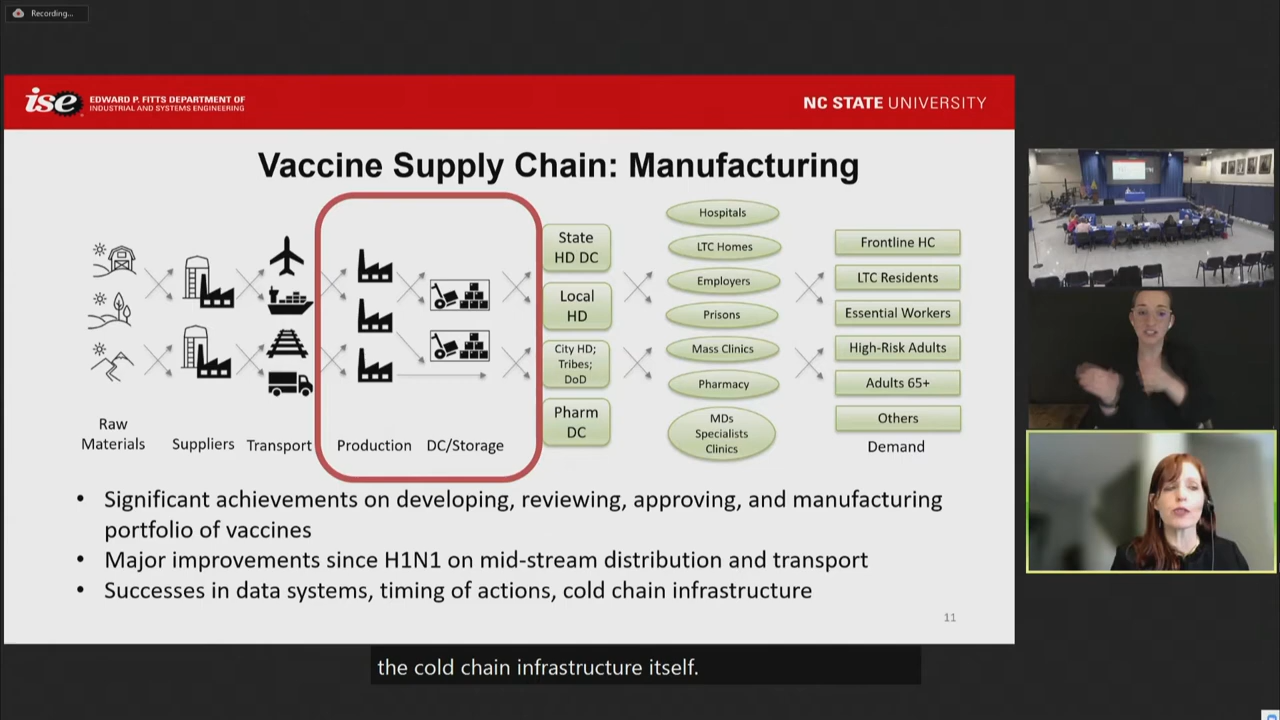 Recording...
ise
EDWARD P. FITTS DEPARTMENT OF
INDUSTRIAL AND SYSTEMS ENGINEERING
NC STATE UNIVERSITY
Vaccine Supply Chain: Manufacturing
Raw
Materials
Suppliers
Transport
Production
DC/Storage
State
HD DC
Local
HD
City HD;
Tribes;
DoD
Pharm
DC
Hospitals
LTC Homes
Employers
Prisons
Mass Clinics
Pharmacy
MDs
Specialists
Clinics
Frontline HC
LTC Residents
Essential Workers
High-Risk Adults
Adults 65+
Others
Demand
• Significant achievements on developing, reviewing, approving, and manufacturing
portfolio of vaccines
• Major improvements since H1N1 on mid-stream distribution and transport
• Successes in data systems, timing of actions, cold chain infrastructure
11
the cold chain infrastructure itself.